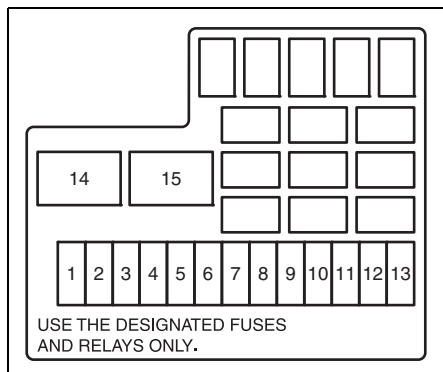 14 15
1 2 3 4 5 6 7 8 9 10 11 12 13
USE THE DESIGNATED FUSES
AND RELAYS ONLY.